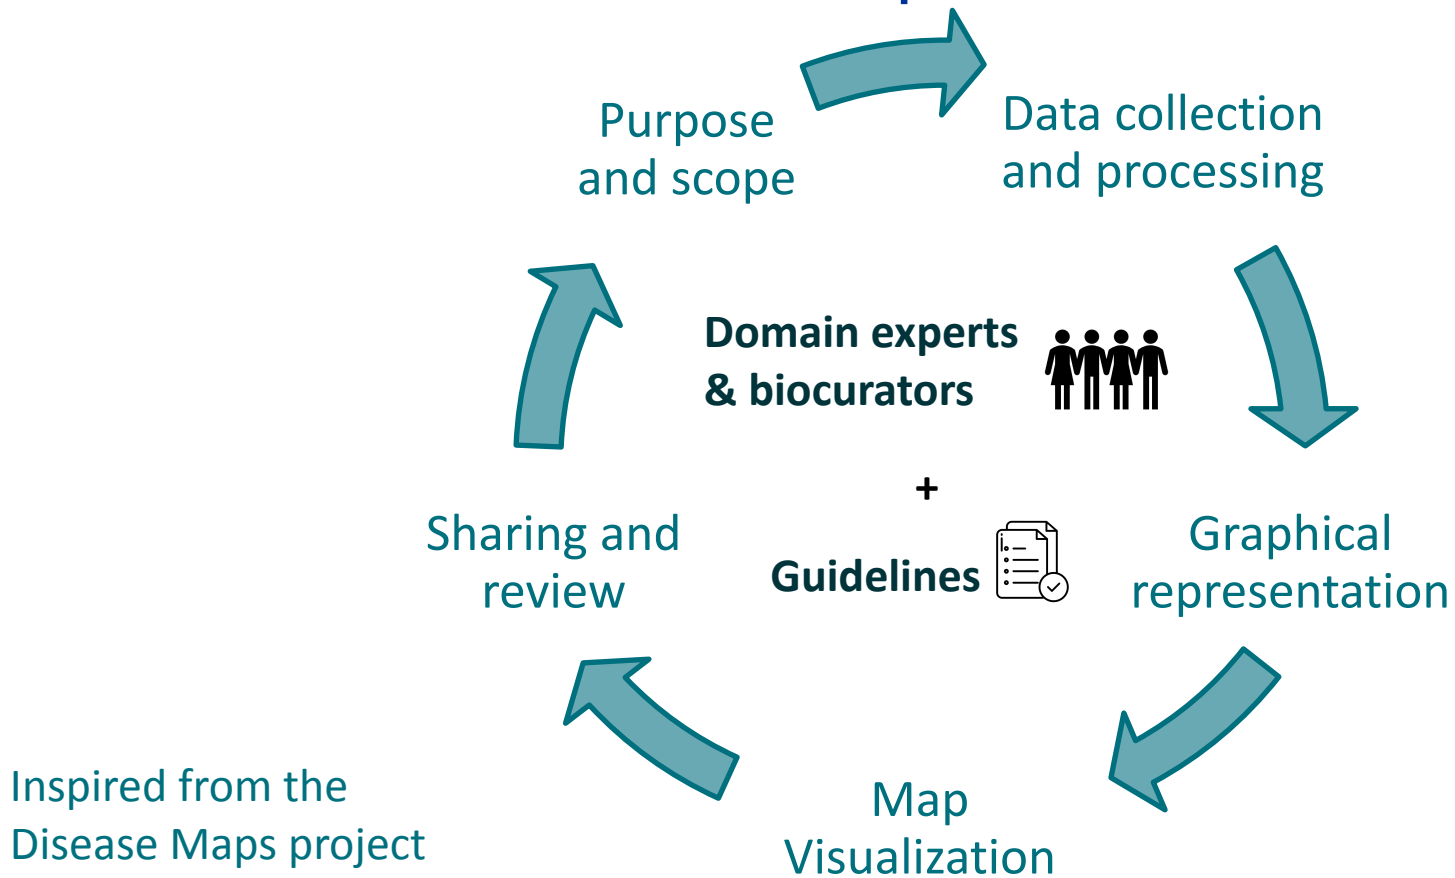 Purpose
and scope
Data collection
and processing
Domain experts
& biocurators
+
Guidelines
Sharing and
review
Graphical
representation
Map
Visualization
Inspired from the
Disease Maps project